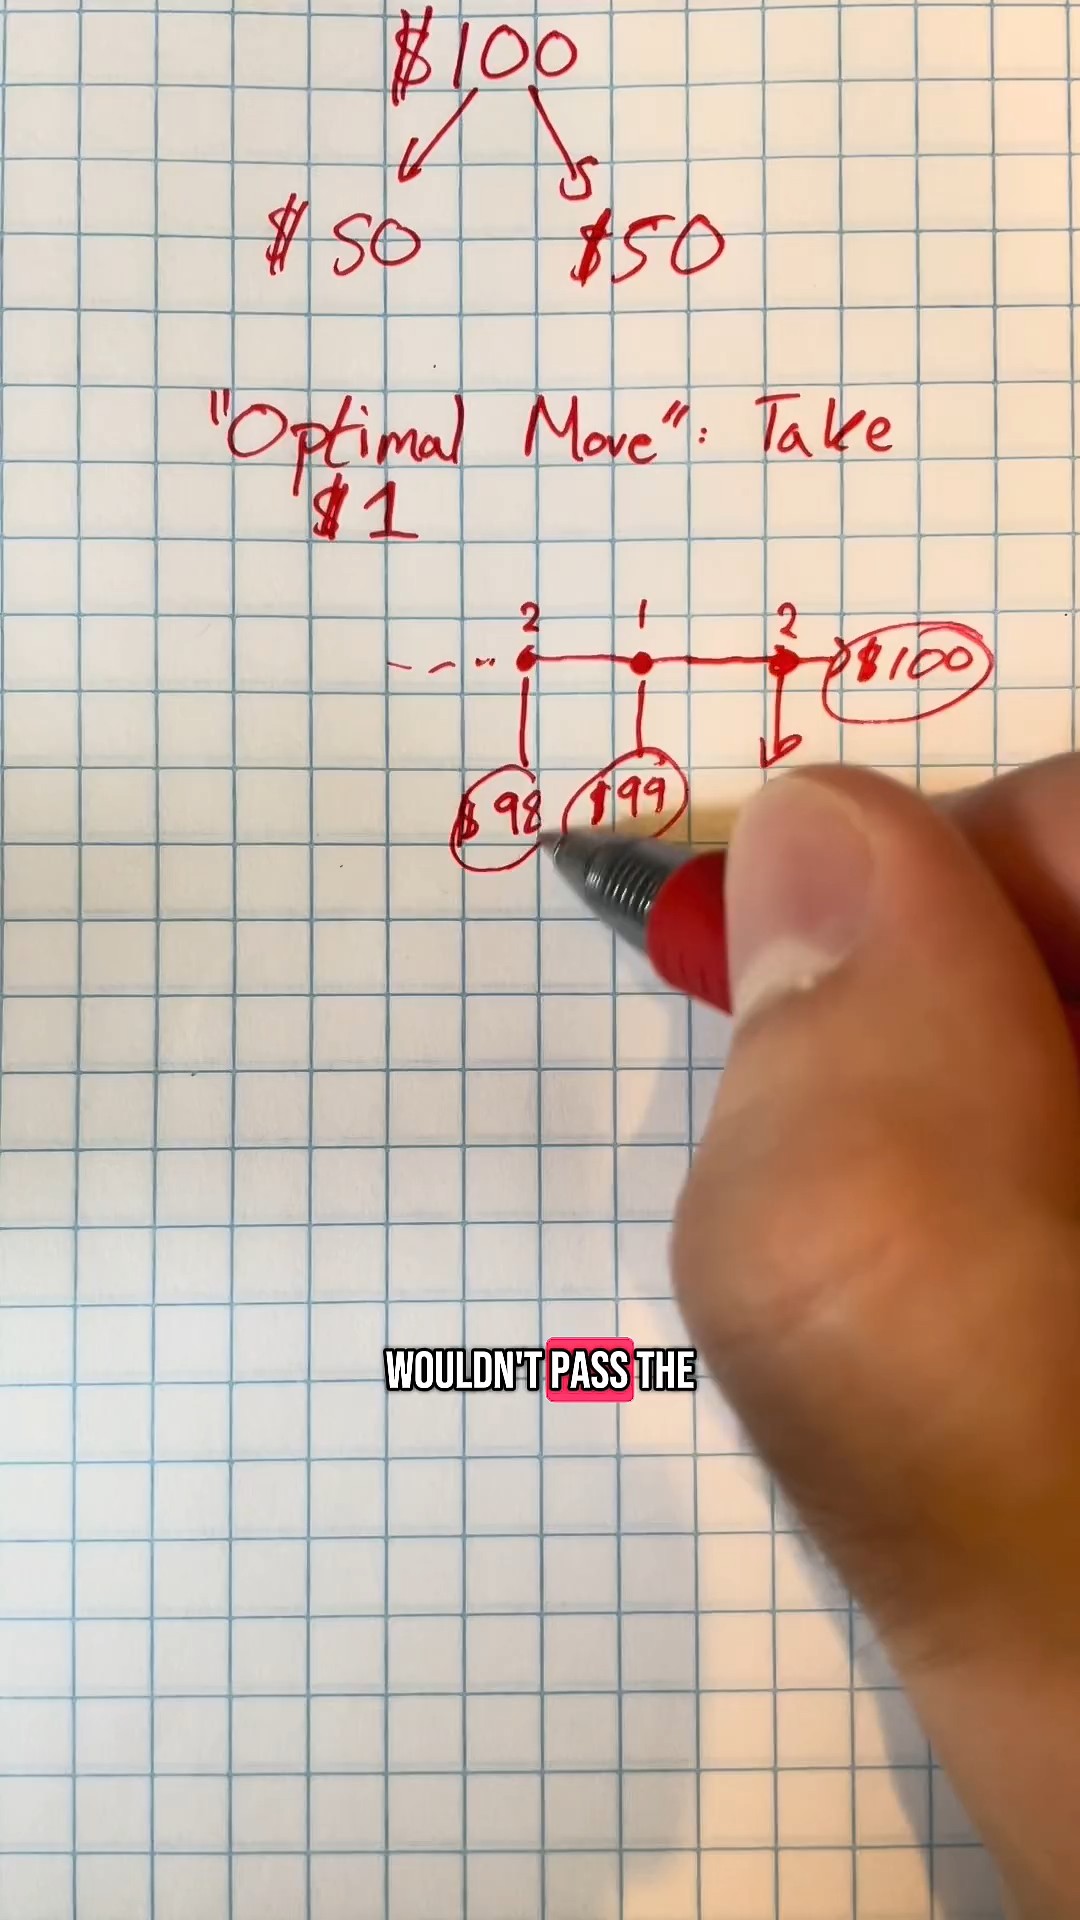 $100
$50 $50
"Optimal Move": Take
$1
2 1 2
$100
$98 $99
WOULDN'T PASS THE